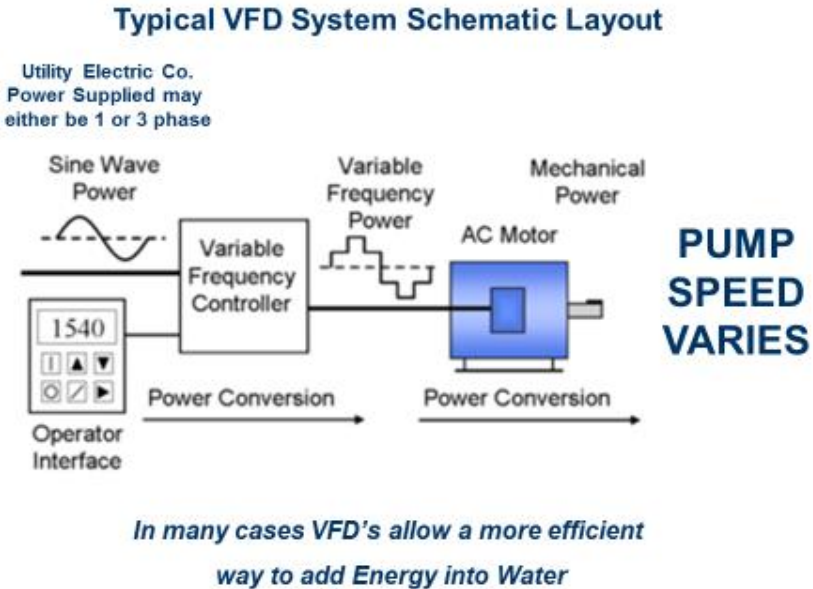 Typical VFD System Schematic Layout
Utility Electric Co.
Power Supplied may
either be 1 or 3 phase
Sine Wave
Power
Variable
Frequency
Power
Mechanical
Power
AC Motor
Variable
Frequency
Controller
PUMP
SPEED
VARIES
1540
Power Conversion
Power Conversion
Operator
Interface
In many cases VFD's allow a more efficient
way to add Energy into Water